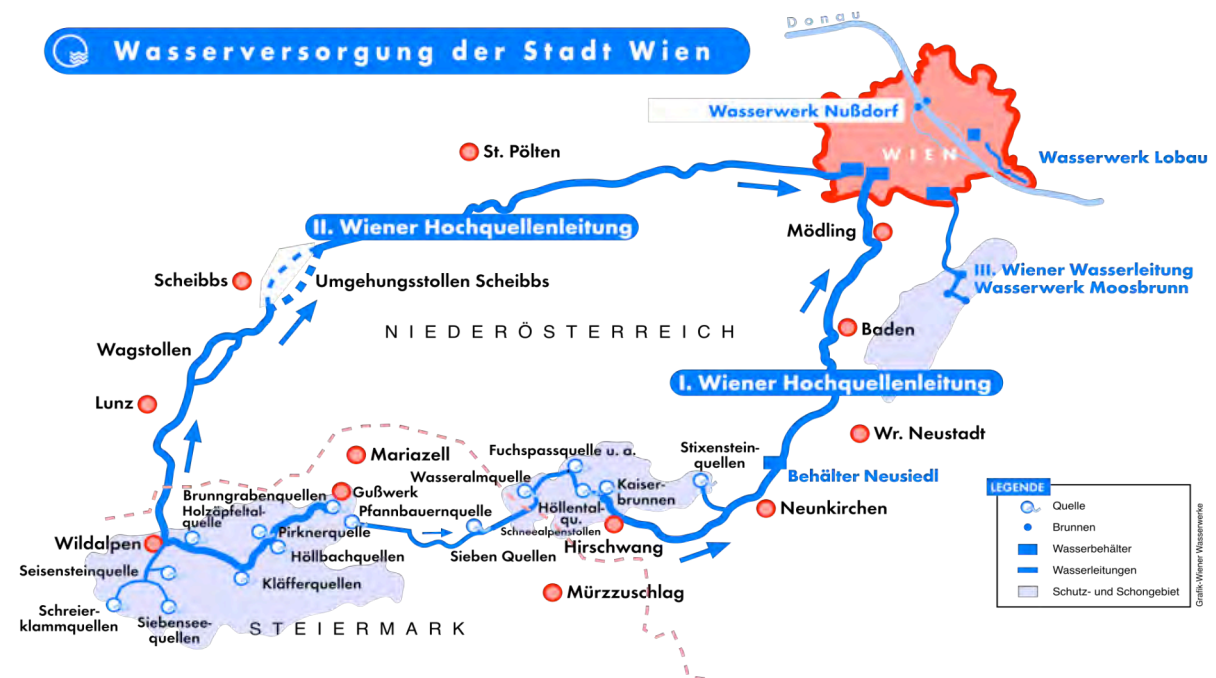 Wasserversorgung der Stadt Wien
Donau
Wasserwerk Nußdorf
WIEN
Wasserwerk Lobau
St. Pölten
II. Wiener Hochquellenleitung
Mödling
Scheibbs
Umgehungsstollen Scheibbs
III. Wiener Wasserleitung
Wasserwerk Moosbrunn
NIEDERÖSTERREICH
Baden
Wagstollen
I. Wiener Hochquellenleitung
Lunz
Wr. Neustadt
Mariazell
Fuchspassquelle u. a.
Stixenstein-
quellen
Wasseralmquelle
Behälter Neusiedl
Brunngrabenquellen
Gußwerk
Kaiser-
brunnen
Holzäpfeltal-
quelle
Pfannbauernquelle
Höllental-
qu.
Neunkirchen
Pirknerquelle
Schneealpenstollen
Wildalpen
Höllbachquellen
Sieben Quellen
Hirschwang
Seisensteinquelle
Kläfferquellen
Mürzzuschlag
Schreier-
klammquellen
Siebensee-
quellen
STEIERMARK
LEGENDE
Quelle
Brunnen
Wasserbehälter
Wasserleitungen
Schutz- und Schongebiet
Grafik-Wiener Wasserwerke